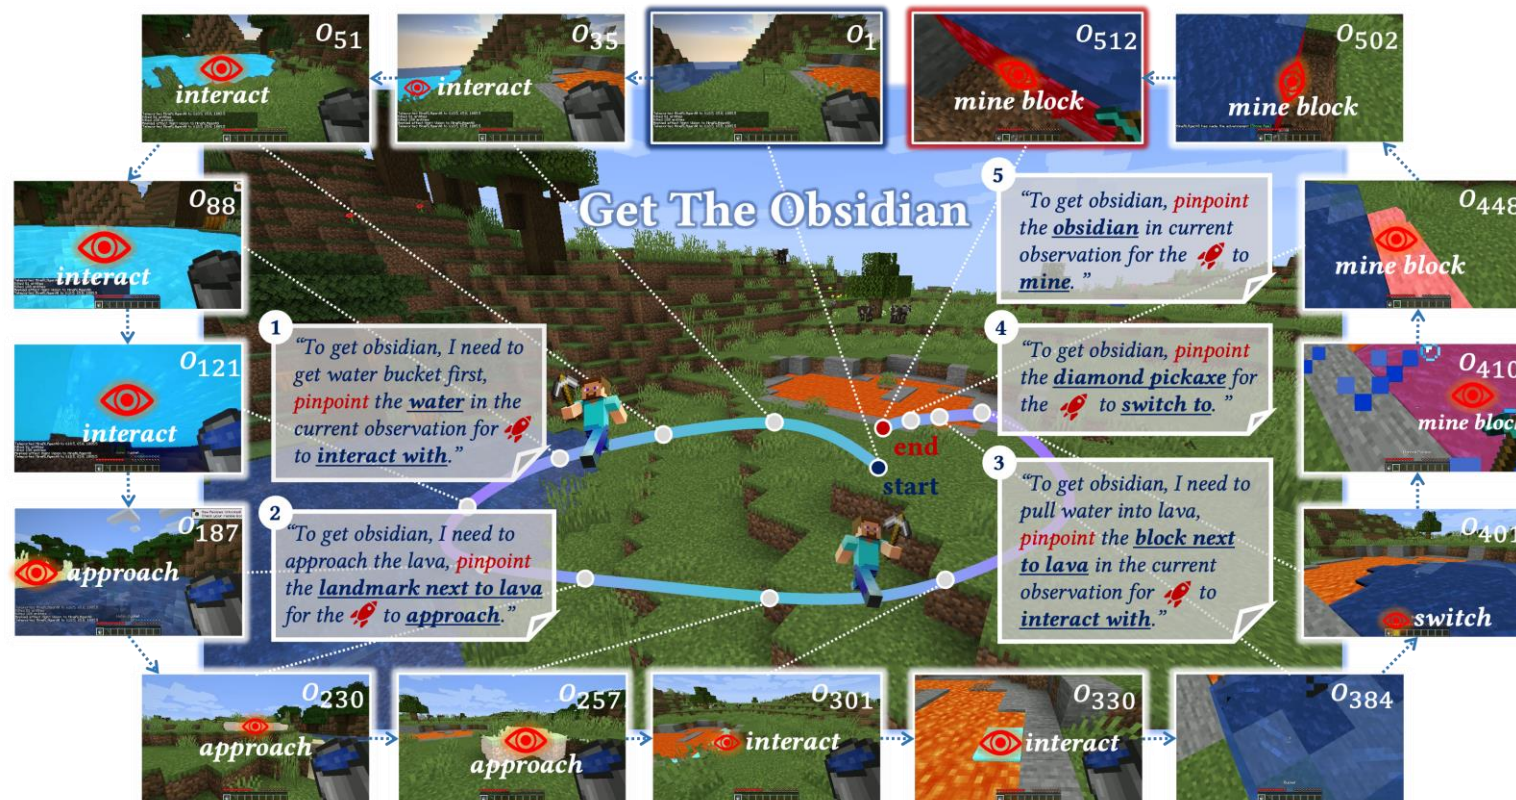 O51
interact
O35
interact
O1
O512
mine block
O502
mine block
O88
interact
Get The Obsidian
5
“To get obsidian, pinpoint
the obsidian in current
observation for the to
mine. ”
O448
mine block
O121
interact
1
“To get obsidian, I need to
get water bucket first,
pinpoint the water in the
current observation for
to interact with.”
4
“To get obsidian, pinpoint
the diamond pickaxe for
the to switch to. ”
O410
mine block
end
start
O187
approach
2
“To get obsidian, I need to
approach the lava, pinpoint
the landmark next to lava
for the to approach.”
3
“To get obsidian, I need to
pull water into lava,
pinpoint the block next
to lava in the current
observation for to
interact with.”
O401
switch
O230
approach
O257
approach
O301
interact
O330
interact
O384